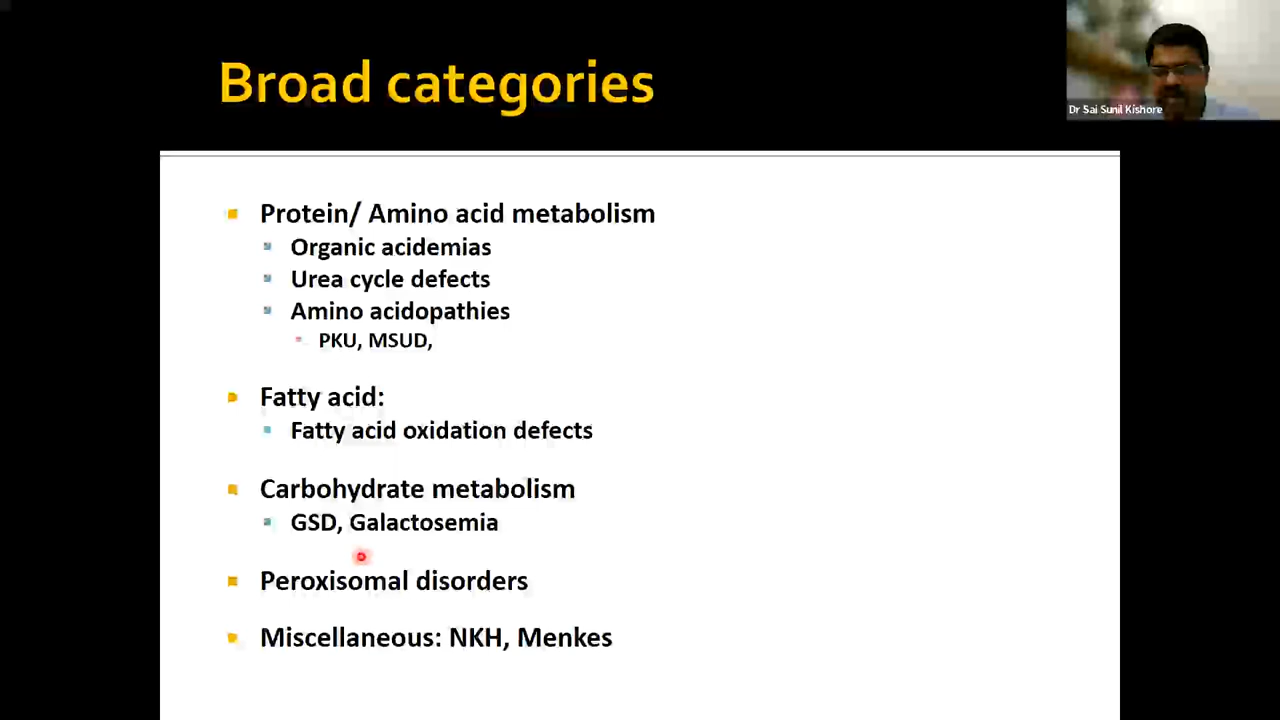 Broad categories
Dr Sai Sunil Kishore
Protein/ Amino acid metabolism
Organic acidemias
Urea cycle defects
Amino acidopathies
PKU, MSUD,
Fatty acid:
Fatty acid oxidation defects
Carbohydrate metabolism
GSD, Galactosemia
Peroxisomal disorders
Miscellaneous: NKH, Menkes